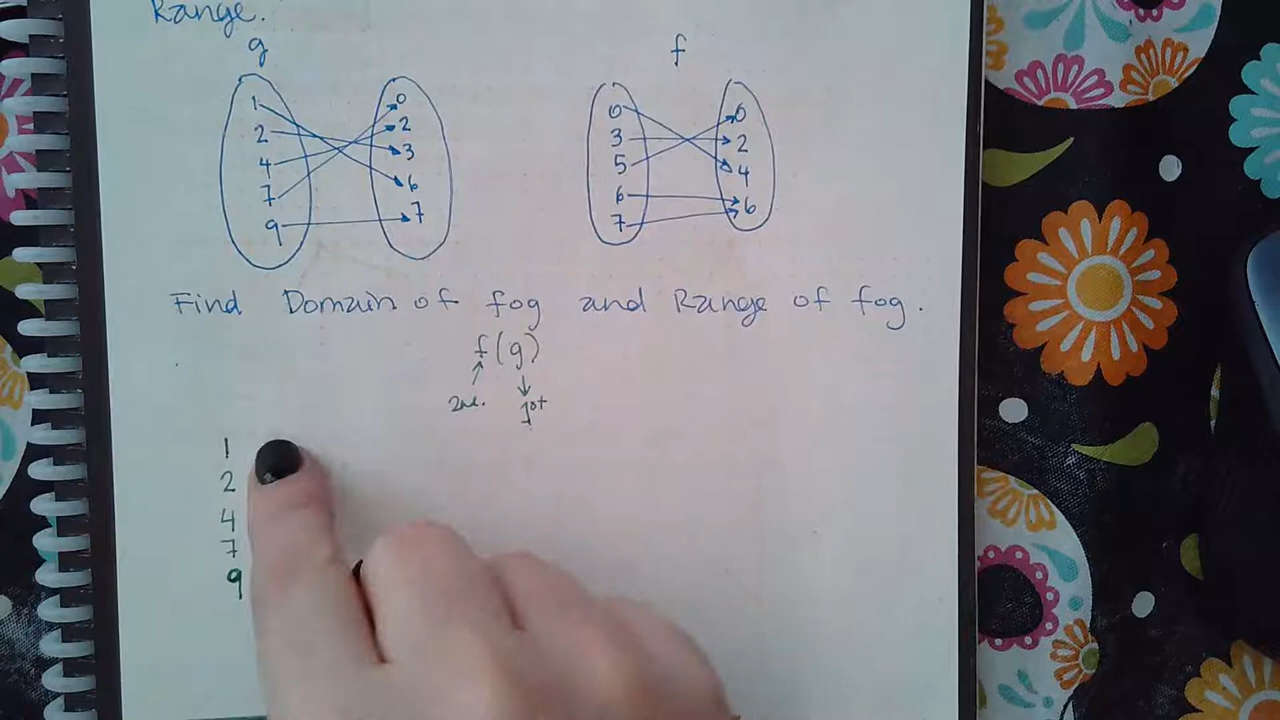 Range.
g f
1 0 0 0
2 2 3 2
4 3 5 4
7 6 6 6
9 7 7
Find Domain of fog and Range of fog.
f(g)
2nd. 1st
1
2
4
7
9